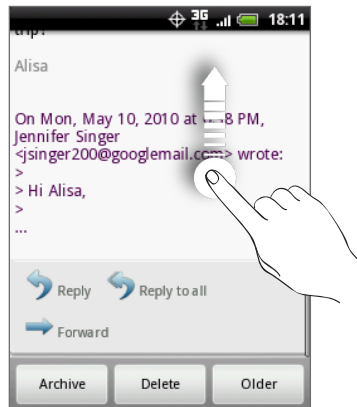 3G 18:11
trip?
Alisa
On Mon, May 10, 2010 at 8 PM,
Jennifer Singer
<jsinger200@googlemail.com> wrote:
>
> Hi Alisa,
>
...
Reply Reply to all
Forward
Archive Delete Older